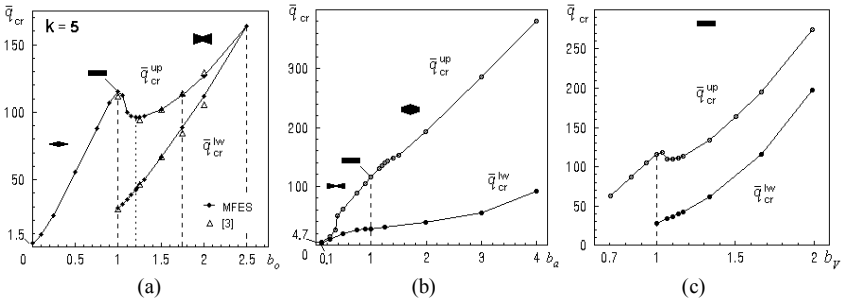 q̄cr
k = 5
150
100
50
1.5
0
0.5
1.0
1.5
2.0
2.5
bo
q̄cr up
q̄cr lw
MFES
[3]
(a)
q̄cr
300
200
100
4.7
0.1
1
2
3
4
ba
q̄cr up
q̄cr lw
(b)
q̄cr
300
250
200
150
100
50
0
0.7
1
1.5
2
bV
q̄cr up
q̄cr lw
(c)